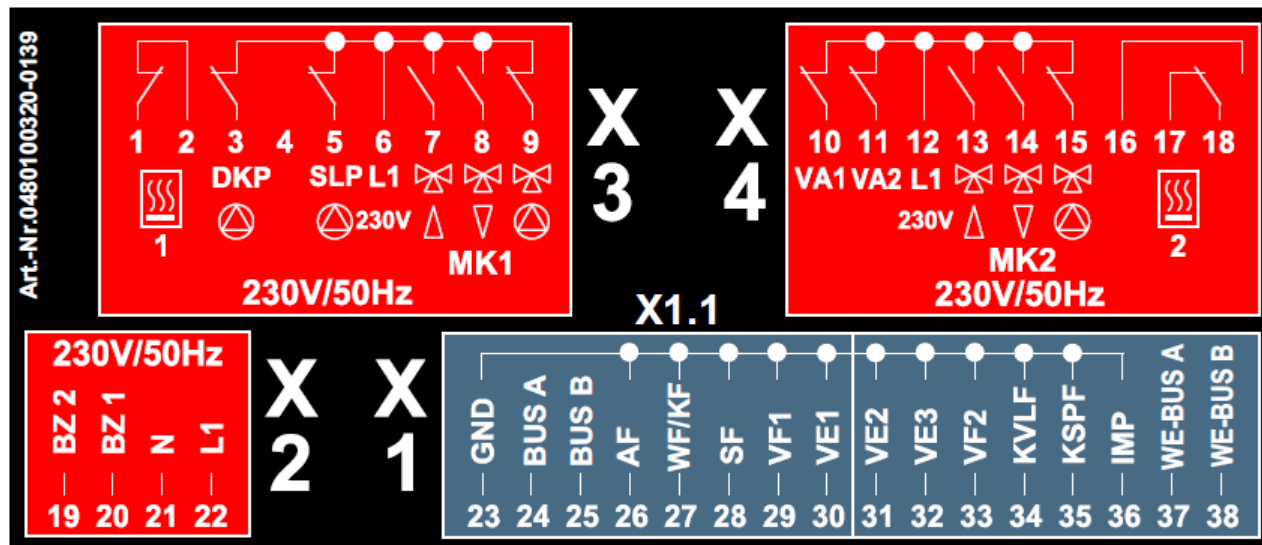 Art.-Nr.0480100320-0139
1 2 3 4 5 6 7 8 9
DKP SLP L1
230V
1
MK1
230V/50Hz
X
3
X
4
10 11 12 13 14 15 16 17 18
VA1 VA2 L1
230V
2
MK2
230V/50Hz
X1.1
230V/50Hz
BZ 2 BZ 1 N L1
19 20 21 22
X
2
X
1
GND BUS A BUS B AF WF/KF SF VF1 VE1 VE2 VE3 VF2 KVLF KSPF IMP WE-BUS A WE-BUS B
23 24 25 26 27 28 29 30 31 32 33 34 35 36 37 38